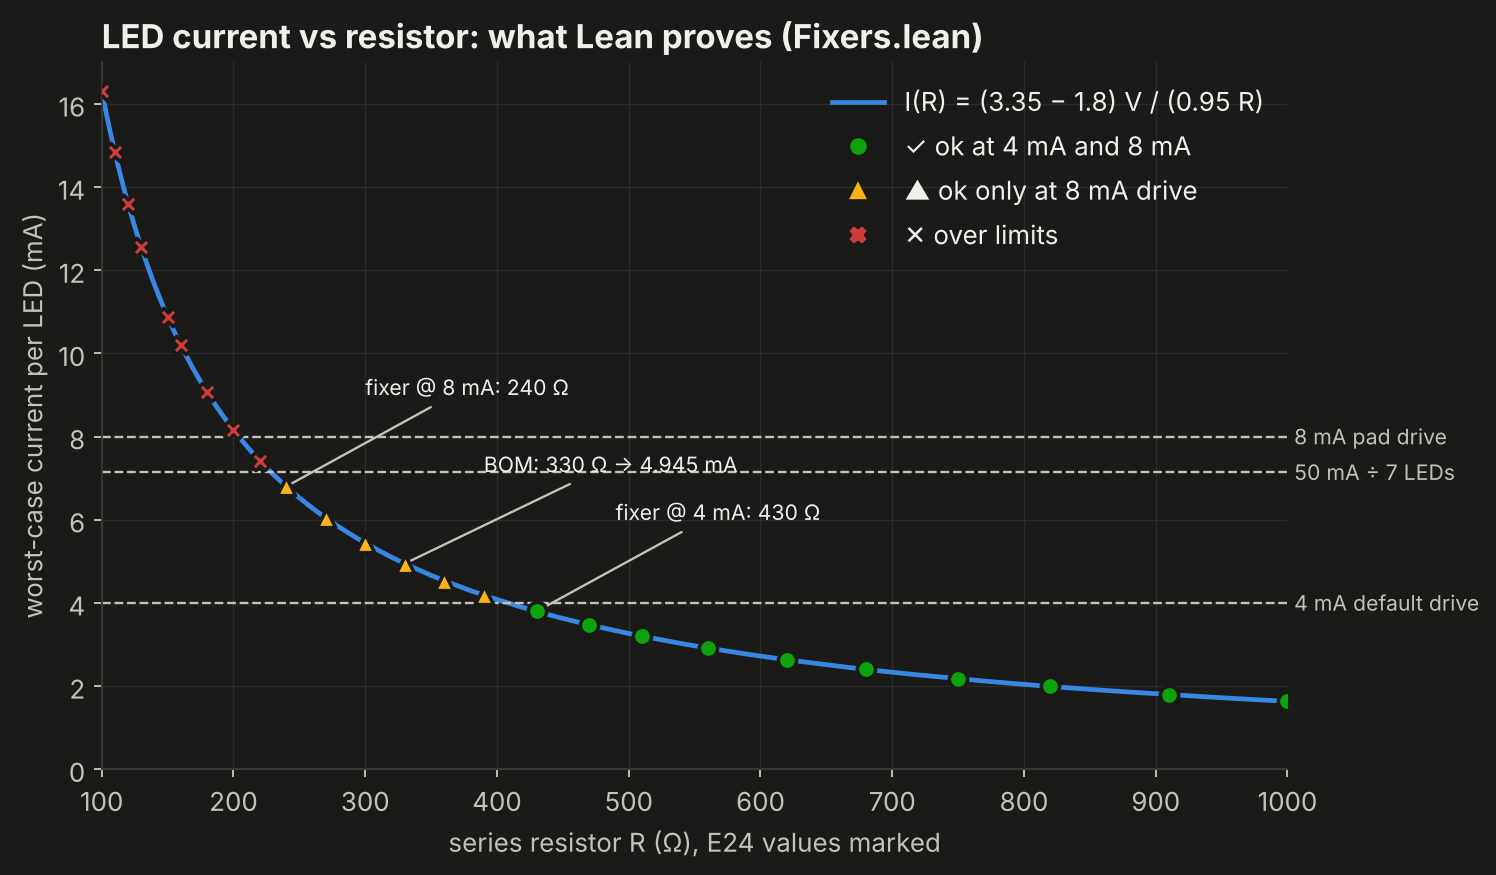 LED current vs resistor: what Lean proves (Fixers.lean)
I(R) = (3.35 − 1.8) V / (0.95 R)
✓ ok at 4 mA and 8 mA
▲ ok only at 8 mA drive
✕ over limits
worst-case current per LED (mA)
16
14
12
10
8
6
4
2
0
fixer @ 8 mA: 240 Ω
BOM: 330 Ω → 4.945 mA
fixer @ 4 mA: 430 Ω
8 mA pad drive
50 mA ÷ 7 LEDs
4 mA default drive
100 200 300 400 500 600 700 800 900 1000
series resistor R (Ω), E24 values marked